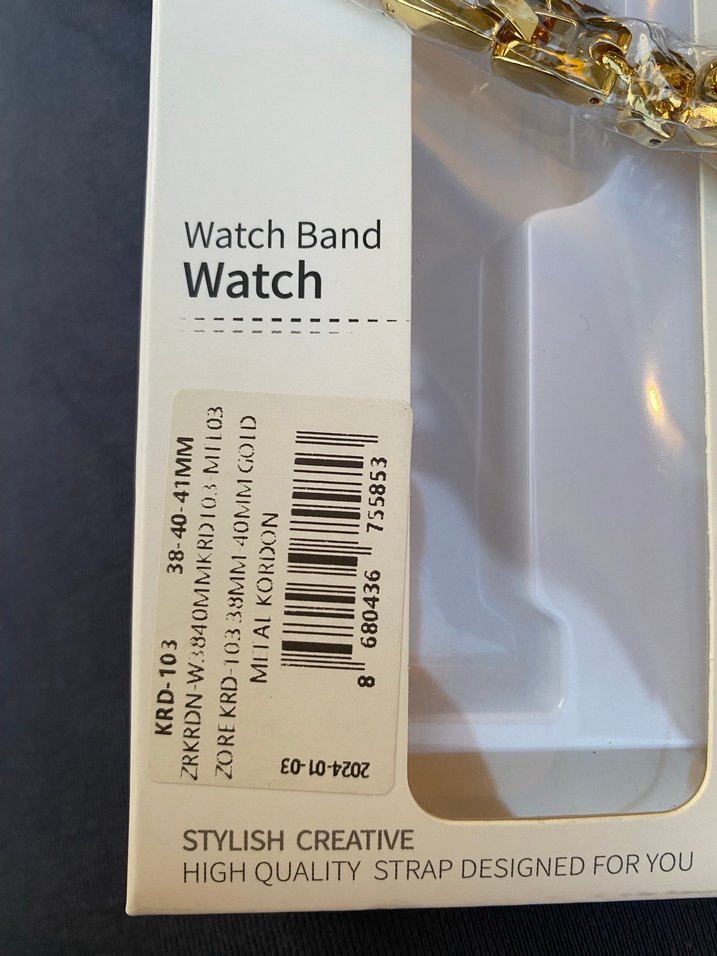 Watch Band
Watch
KRD-103 38-40-41MM
ZRKRDN-W.3840MMKRD103-MTL03
ZORE KRD-103 38MM-40MM GOLD
METAL KORDON
8 680436 755853
2024-01-03
STYLISH CREATIVE
HIGH QUALITY STRAP DESIGNED FOR YOU